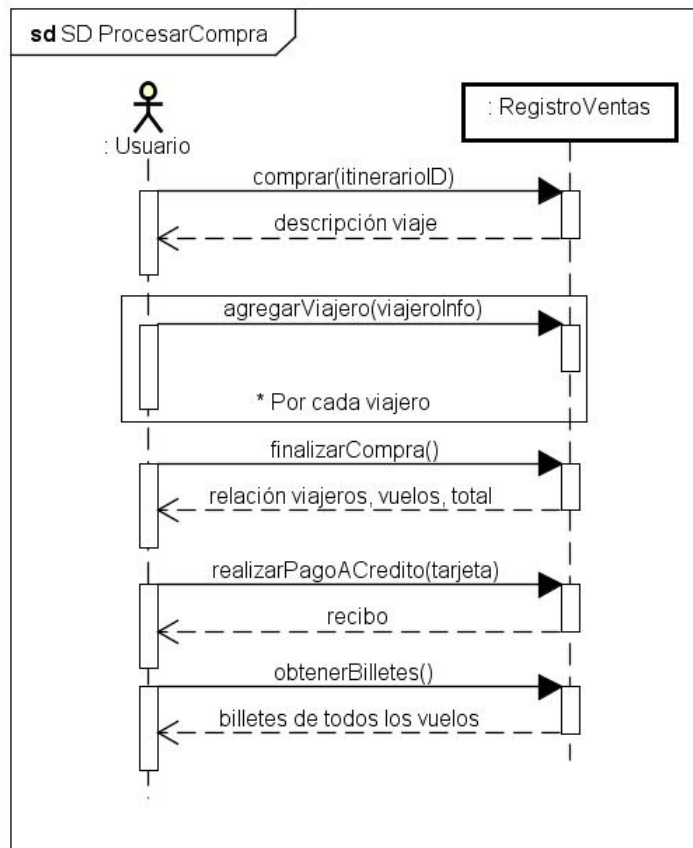 sd SD ProcesarCompra
: Usuario
: RegistroVentas
comprar(itinerarioID)
descripción viaje
agregarViajero(viajeroInfo)
* Por cada viajero
finalizarCompra()
relación viajeros, vuelos, total
realizarPagoACredito(tarjeta)
recibo
obtenerBilletes()
billetes de todos los vuelos